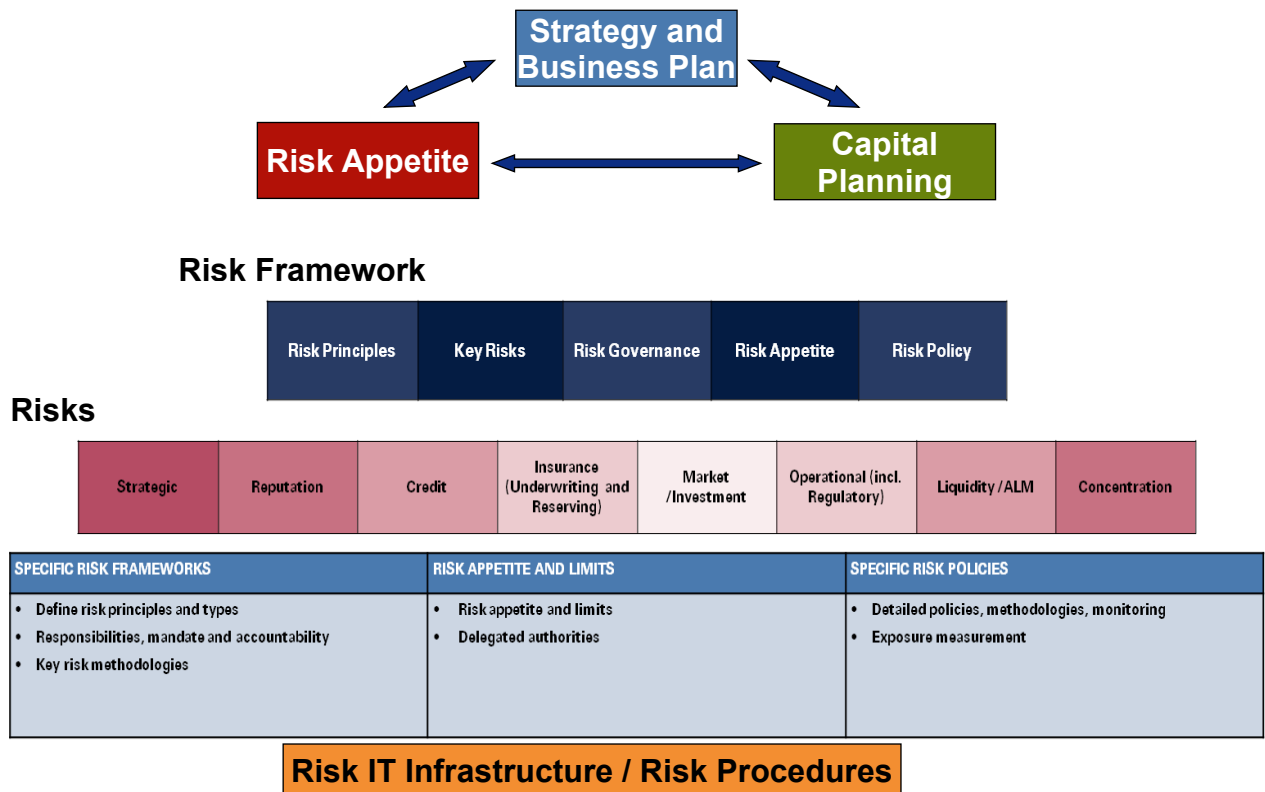 Strategy and
Business Plan
Risk Appetite
Capital
Planning
Risk Framework
Risk Principles
Key Risks
Risk Governance
Risk Appetite
Risk Policy
Risks
Strategic
Reputation
Credit
Insurance
(Underwriting and
Reserving)
Market
/Investment
Operational (incl.
Regulatory)
Liquidity /ALM
Concentration
SPECIFIC RISK FRAMEWORKS
• Define risk principles and types
• Responsibilities, mandate and accountability
• Key risk methodologies
RISK APPETITE AND LIMITS
• Risk appetite and limits
• Delegated authorities
SPECIFIC RISK POLICIES
• Detailed policies, methodologies, monitoring
• Exposure measurement
Risk IT Infrastructure / Risk Procedures